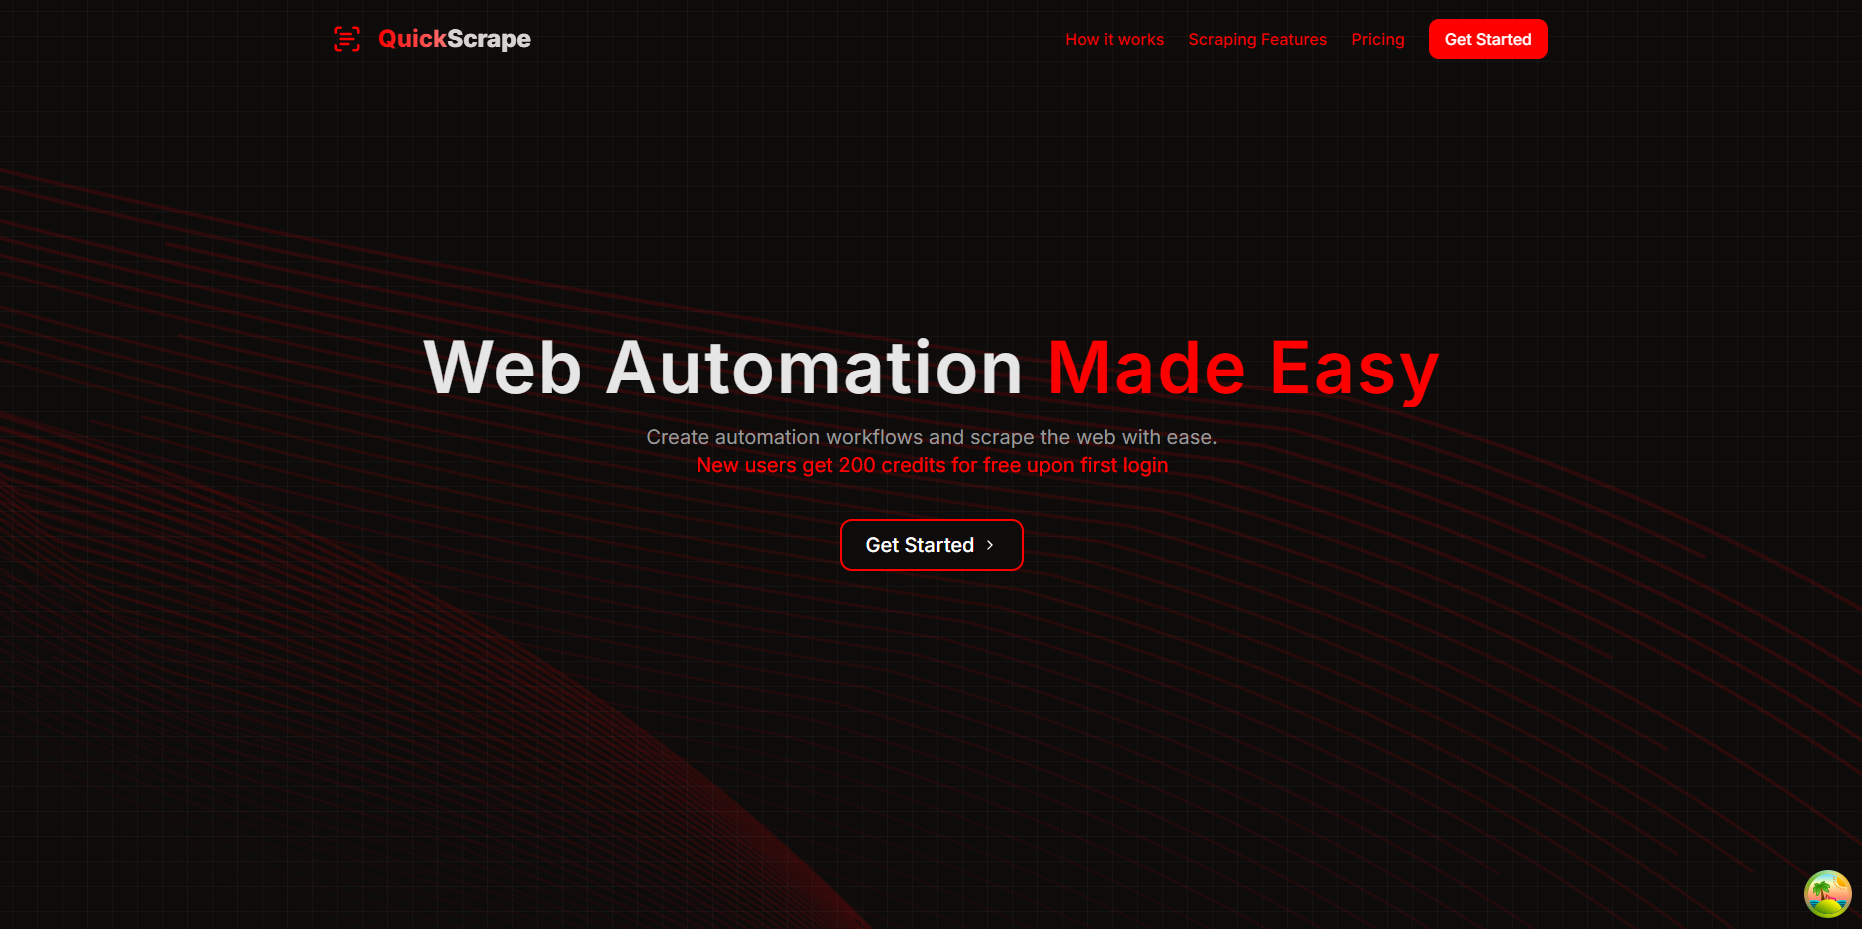 QuickScrape
How it works
Scraping Features
Pricing
Get Started
Web Automation Made Easy
Create automation workflows and scrape the web with ease.
New users get 200 credits for free upon first login
Get Started